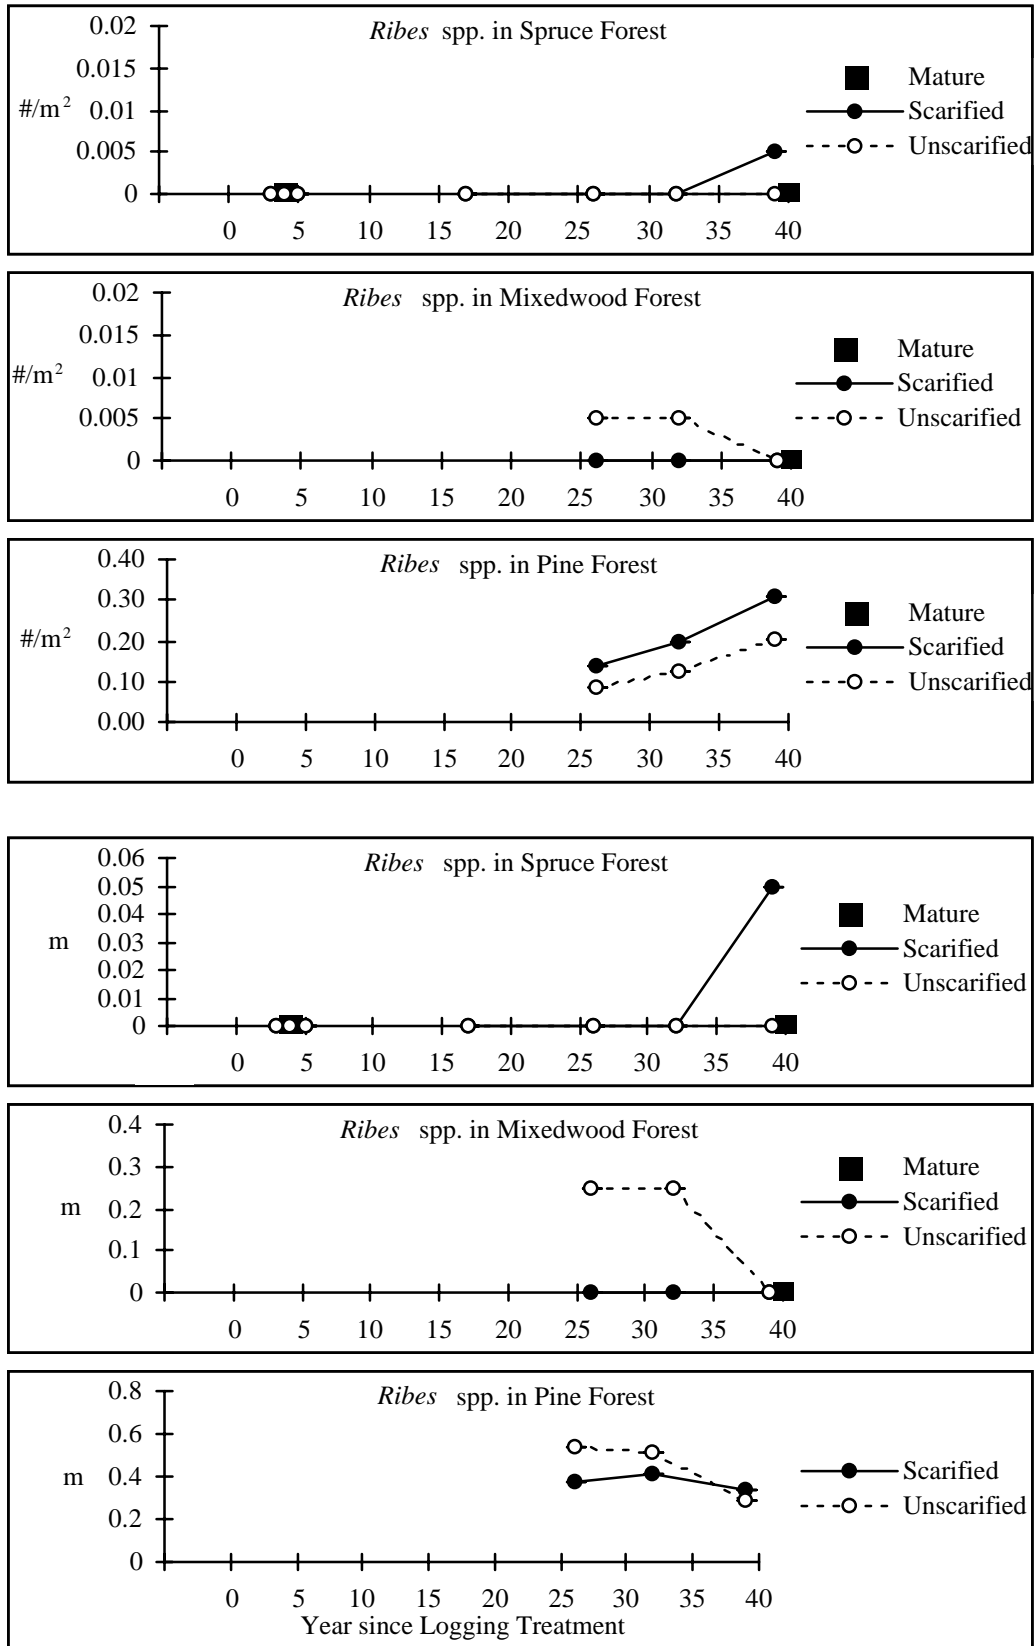 Ribes spp. in Spruce Forest
0.02
0.015
0.01
0.005
0
#/m²
0 5 10 15 20 25 30 35 40
Mature
Scarified
Unscarified
Ribes spp. in Mixedwood Forest
0.02
0.015
0.01
0.005
0
#/m²
0 5 10 15 20 25 30 35 40
Mature
Scarified
Unscarified
Ribes spp. in Pine Forest
0.40
0.30
0.20
0.10
0.00
#/m²
0 5 10 15 20 25 30 35 40
Mature
Scarified
Unscarified
Ribes spp. in Spruce Forest
0.06
0.05
0.04
0.03
0.02
0.01
0
m
0 5 10 15 20 25 30 35 40
Mature
Scarified
Unscarified
Ribes spp. in Mixedwood Forest
0.4
0.3
0.2
0.1
0
m
0 5 10 15 20 25 30 35 40
Mature
Scarified
Unscarified
Ribes spp. in Pine Forest
0.8
0.6
0.4
0.2
0
m
0 5 10 15 20 25 30 35 40
Scarified
Unscarified
Year since Logging Treatment